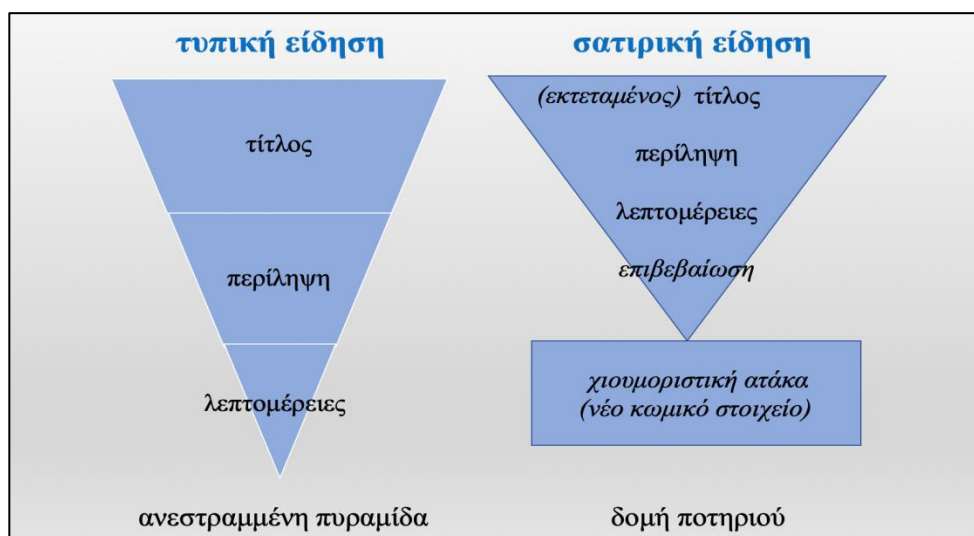 τυπική είδηση
τίτλος
περίληψη
λεπτομέρειες
ανεστραμμένη πυραμίδα
σατιρική είδηση
(εκτεταμένος) τίτλος
περίληψη
λεπτομέρειες
επιβεβαίωση
χιουμοριστική ατάκα
(νέο κωμικό στοιχείο)
δομή ποτηριού